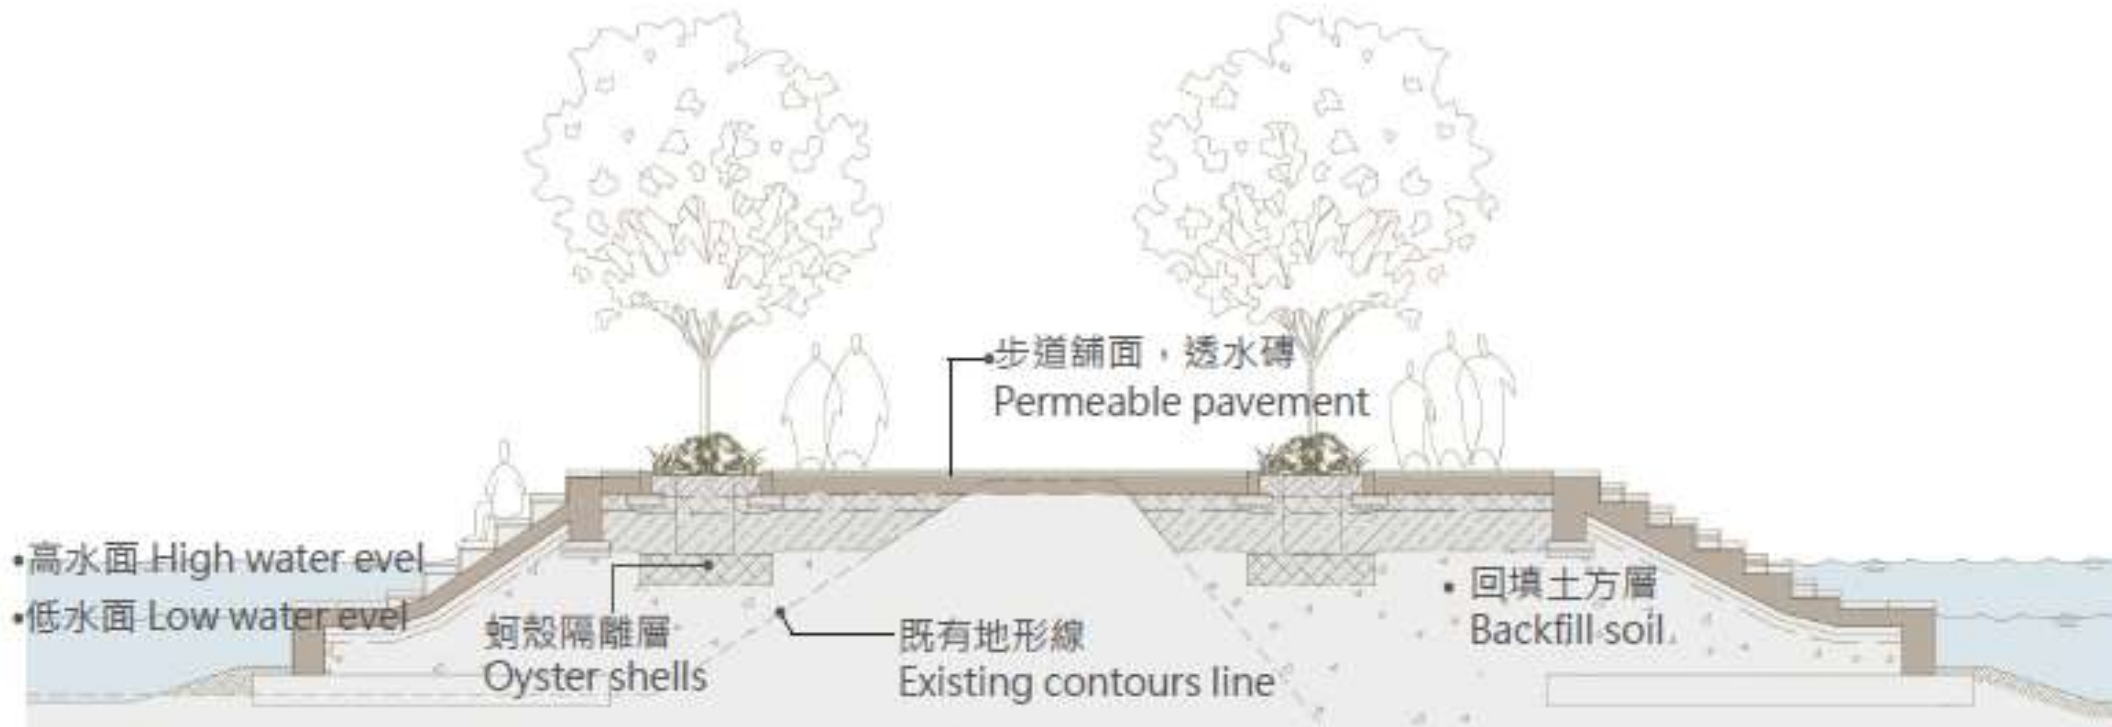 步道舖面，透水磚
Permeable pavement
•高水面 High water evel
•低水面 Low water evel
蚵殼隔離層
Oyster shells
既有地形線
Existing contours line
•回填土方層
Backfill soil